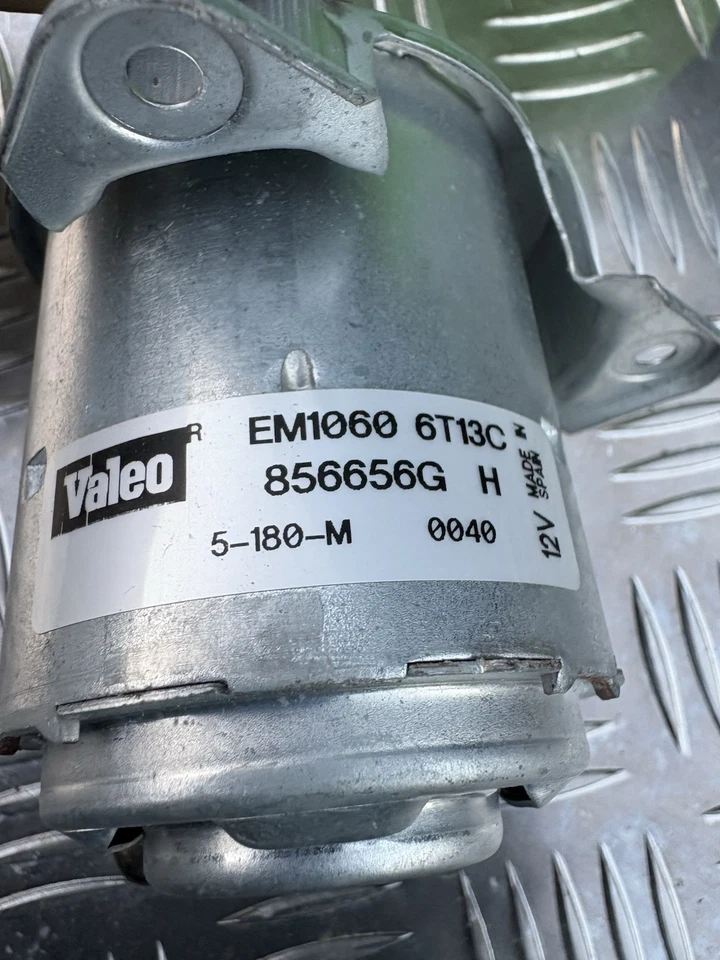 Valeo R
EM1060 6T13C
856656G H
5-180-M 0040
12V MADE IN
SPAIN